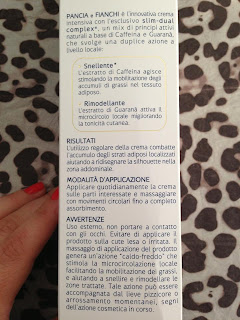 PANCIA e FIANCHI è l'innovativa crema
intensiva con l'esclusivo slim-dual
complex*, un mix di principi attivi
naturali a base di Caffeina e Guaranà,
che svolge una duplice azione a
livello locale:
Snellente*
L'estratto di Caffeina agisce
stimolando la mobilitazione degli
accumuli di grassi nel tessuto
adiposo.
Rimodellante
L'estratto di Guaranà attiva il
microcircolo locale migliorando
la tonicità cutanea.
RISULTATI
L'utilizzo regolare della crema combatte
l'accumulo degli strati adiposi localizzati
aiutando a ridisegnare la silhouette nella
zona addominale.
MODALITÀ D'APPLICAZIONE
Applicare quotidianamente la crema
sulle parti interessate e massaggiare
con movimenti circolari fino a completo
assorbimento.
AVVERTENZE
Uso esterno, non portare a contatto
con gli occhi. Evitare di applicare il
prodotto sulla cute lesa o irritata. Il
massaggio di applicazione del prodotto
genera un'azione "caldo-freddo" che
stimola la microcircolazione locale
facilitando la mobilitazione dei grassi,
e aiutando a snellire e rimodellare le
zone trattate. Tale azione può essere
accompagnata dal lieve pizzicore o
arrossamento momentanei, segni
dell'azione cosmetica in corso.